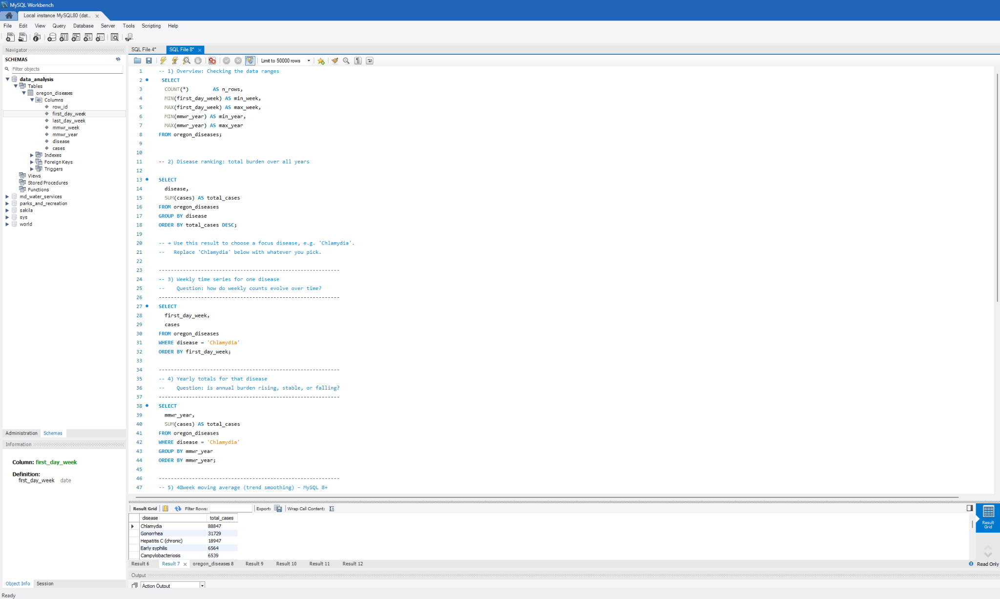 MySQL Workbench
Local instance MySQL80 (dat...
File Edit View Query Database Server Tools Scripting Help
Navigator
SCHEMAS
Filter objects
data_analysis
Tables
oregon_diseases
Columns
row_id
first_day_week
last_day_week
mmwr_week
mmwr_year
disease
cases
Indexes
Foreign Keys
Triggers
Views
Stored Procedures
Functions
md_water_services
parks_and_recreation
sakila
sys
world
Administration Schemas
Information
Column: first_day_week
Definition:
first_day_week date
Object Info Session
Ready
SQL File 4* SQL File 8*
Limit to 50000 rows
1 -- 1) Overview: Checking the data ranges
2 SELECT
3 COUNT(*) AS n_rows,
4 MIN(first_day_week) AS min_week,
5 MAX(first_day_week) AS max_week,
6 MIN(mmwr_year) AS min_year,
7 MAX(mmwr_year) AS max_year
8 FROM oregon_diseases;
9
10
11 -- 2) Disease ranking: total burden over all years
12
13 SELECT
14 disease,
15 SUM(cases) AS total_cases
16 FROM oregon_diseases
17 GROUP BY disease
18 ORDER BY total_cases DESC;
19
20 -- → Use this result to choose a focus disease, e.g. 'Chlamydia'.
21 -- Replace 'Chlamydia' below with whatever you pick.
22
23 ------------------------------------------------------------
24 -- 3) Weekly time series for one disease
25 -- Question: how do weekly counts evolve over time?
26 ------------------------------------------------------------
27 SELECT
28 first_day_week,
29 cases
30 FROM oregon_diseases
31 WHERE disease = 'Chlamydia'
32 ORDER BY first_day_week;
33
34 ------------------------------------------------------------
35 -- 4) Yearly totals for that disease
36 -- Question: is annual burden rising, stable, or falling?
37 ------------------------------------------------------------
38 SELECT
39 mmwr_year,
40 SUM(cases) AS total_cases
41 FROM oregon_diseases
42 WHERE disease = 'Chlamydia'
43 GROUP BY mmwr_year
44 ORDER BY mmwr_year;
45
46 ------------------------------------------------------------
47 -- 5) 4�week moving average (trend smoothing) – MySQL 8+
Result Grid Filter Rows: Export: Wrap Cell Content:
disease total_cases
Chlamydia 88847
Gonorrhea 31729
Hepatitis C (chronic) 18947
Early syphilis 6564
Campylobacteriosis 6539
Result Grid
Result 6 Result 7 oregon_diseases 8 Result 9 Result 10 Result 11 Result 12
Read Only
Output
Action Output